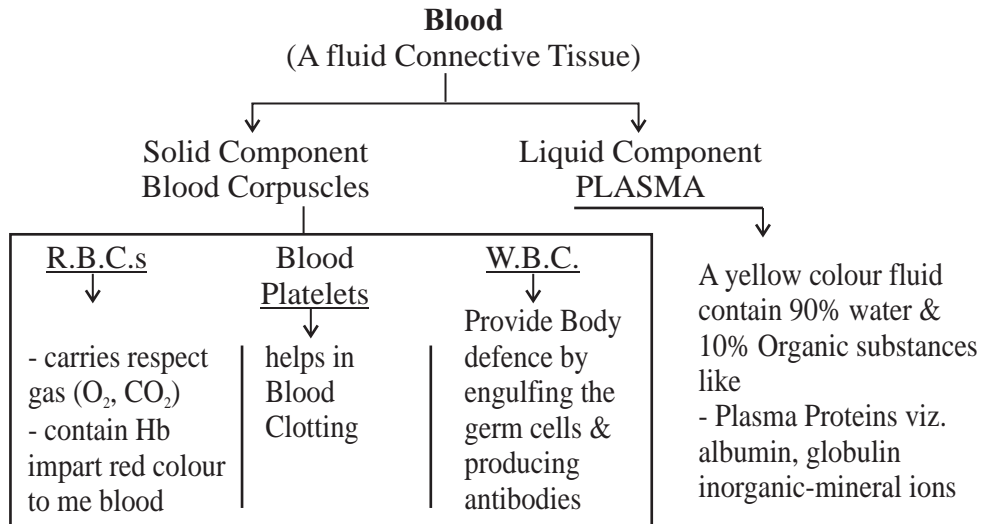 Blood
(A fluid Connective Tissue)
Solid Component
Blood Corpuscles
Liquid Component
PLASMA
R.B.C.s
- carries respect
gas (O₂, CO₂)
- contain Hb
impart red colour
to me blood
Blood
Platelets
helps in
Blood
Clotting
W.B.C.
Provide Body
defence by
engulfing the
germ cells &
producing
antibodies
A yellow colour fluid
contain 90% water &
10% Organic substances
like
- Plasma Proteins viz.
albumin, globulin
inorganic-mineral ions